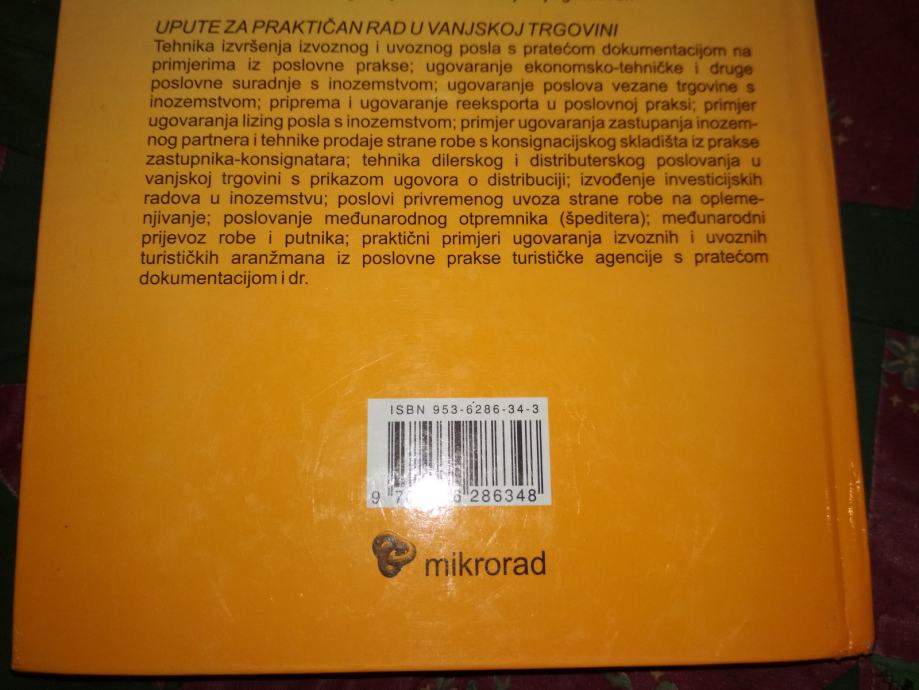 UPUTE ZA PRAKTIČAN RAD U VANJSKOJ TRGOVINI
Tehnika izvršenja izvoznog i uvoznog posla s pratećom dokumentacijom na
primjerima iz poslovne prakse; ugovaranje ekonomsko-tehničke i druge
poslovne suradnje s inozemstvom; ugovaranje poslova vezane trgovine s
inozemstvom; priprema i ugovaranje reeksporta u poslovnoj praksi; primjer
ugovaranja lizing posla s inozemstvom; primjer ugovaranja zastupanja inozem-
nog partnera i tehnike prodaje strane robe s konsignacijskog skladišta iz prakse
zastupnika-konsignatara; tehnika dilerskog i distributerskog poslovanja u
vanjskoj trgovini s prikazom ugovora o distribuciji; izvođenje investicijskih
radova u inozemstvu; poslovi privremenog uvoza strane robe na opleme-
njivanje; poslovanje međunarodnog otpremnika (špeditera); međunarodni
prijevoz robe i putnika; praktični primjeri ugovaranja izvoznih i uvoznih
turističkih aranžmana iz poslovne prakse turističke agencije s pratećom
dokumentacijom i dr.
ISBN 953-6286-34-3
9 286348
mikrorad